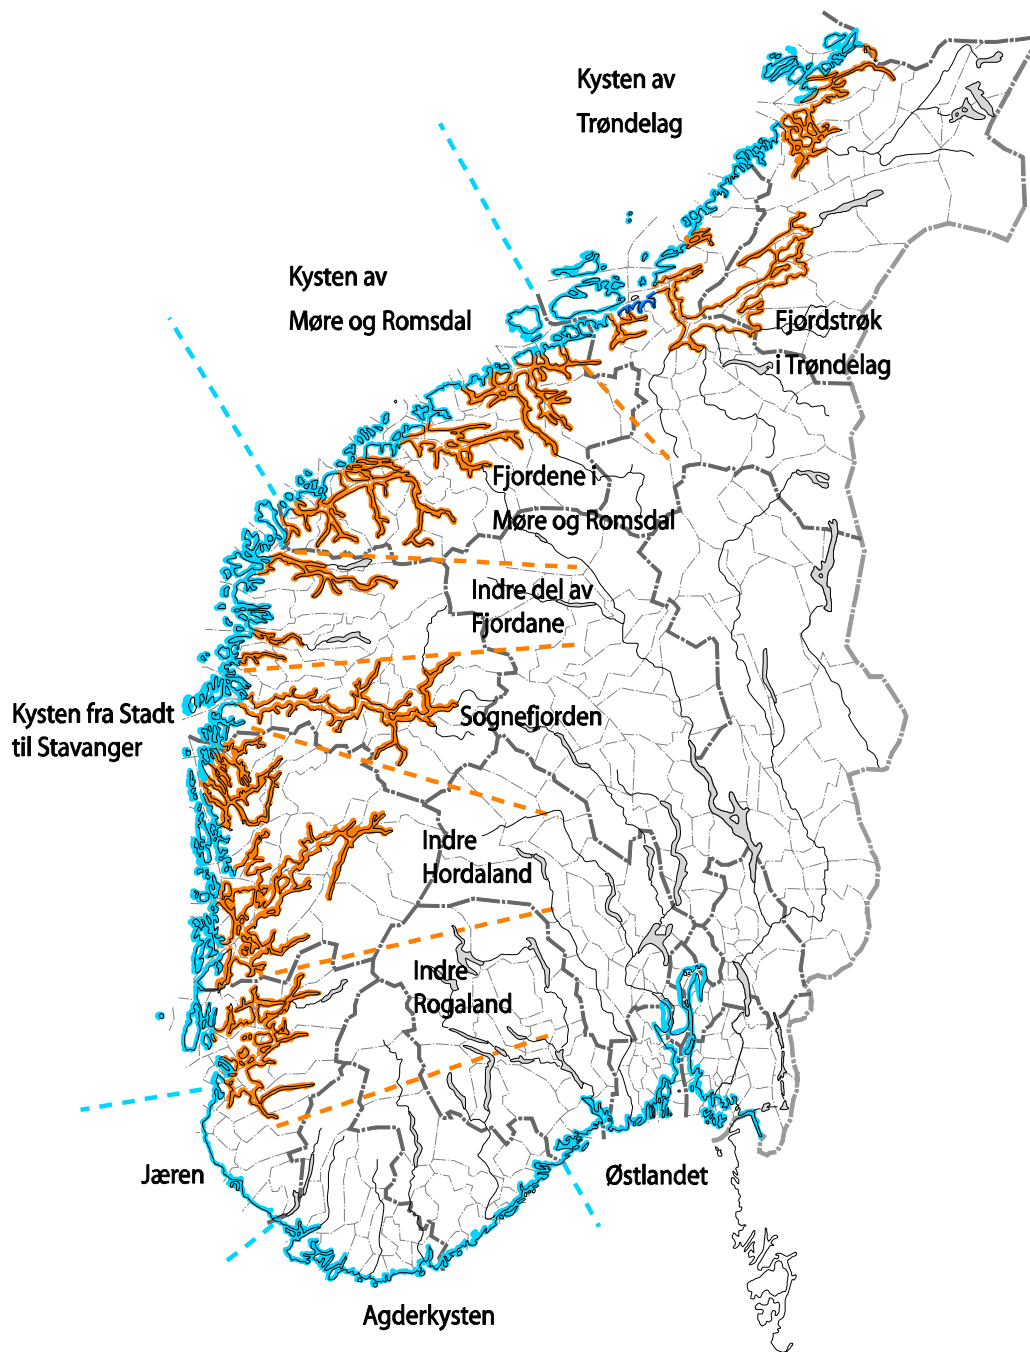 Kysten av
Trøndelag
Kysten av
Møre og Romsdal
Fjordstrøk
i Trøndelag
Fjordene i
Møre og Romsdal
Indre del av
Fjordane
Kysten fra Stadt
til Stavanger
Sognefjorden
Indre
Hordaland
Indre
Rogaland
Jæren
Østlandet
Agderkysten